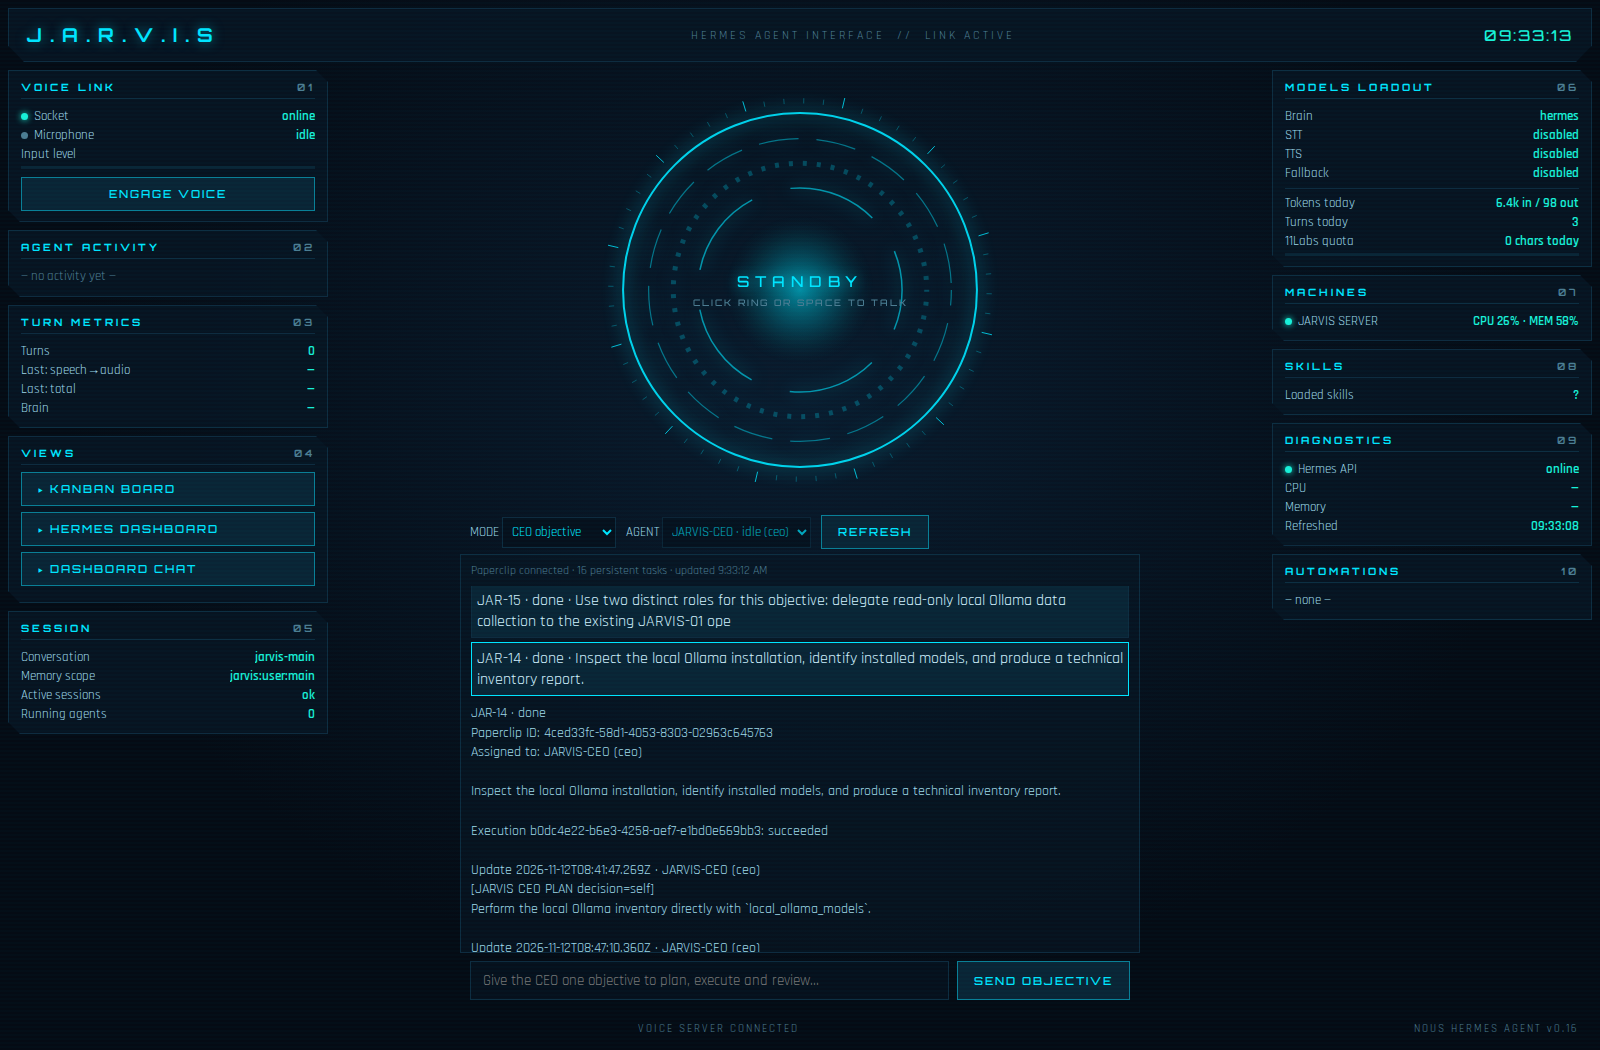 J.A.R.V.I.S
HERMES AGENT INTERFACE // LINK ACTIVE
09:33:13
VOICE LINK 01
Socket online
Microphone idle
Input level
ENGAGE VOICE
AGENT ACTIVITY 02
— no activity yet —
TURN METRICS 03
Turns 0
Last: speech→audio —
Last: total —
Brain —
VIEWS 04
▸ KANBAN BOARD
▸ HERMES DASHBOARD
▸ DASHBOARD CHAT
SESSION 05
Conversation jarvis-main
Memory scope jarvis:user:main
Active sessions ok
Running agents 0
STANDBY
CLICK RING OR SPACE TO TALK
MODE CEO objective AGENT JARVIS-CEO · idle (ceo) REFRESH
Paperclip connected · 16 persistent tasks · updated 9:33:12 AM
JAR-15 · done · Use two distinct roles for this objective: delegate read-only local Ollama data
collection to the existing JARVIS-01 ope
JAR-14 · done · Inspect the local Ollama installation, identify installed models, and produce a technical
inventory report.
JAR-14 · done
Paperclip ID: 4ced33fc-58d1-4053-8303-02963c645763
Assigned to: JARVIS-CEO (ceo)
Inspect the local Ollama installation, identify installed models, and produce a technical inventory report.
Execution b0dc4e22-b6e3-4258-aef7-e1bd0e669bb3: succeeded
Update 2026-11-12T08:41:47.269Z · JARVIS-CEO (ceo)
[JARVIS CEO PLAN decision=self]
Perform the local Ollama inventory directly with `local_ollama_models`.
Update 2026-11-12T08:47:10.360Z · JARVIS-CEO (ceo)
Give the CEO one objective to plan, execute and review...
SEND OBJECTIVE
MODELS LOADOUT 06
Brain hermes
STT disabled
TTS disabled
Fallback disabled
Tokens today 6.4k in / 98 out
Turns today 3
11Labs quota 0 chars today
MACHINES 07
JARVIS SERVER CPU 26% · MEM 58%
SKILLS 08
Loaded skills ?
DIAGNOSTICS 09
Hermes API online
CPU —
Memory —
Refreshed 09:33:08
AUTOMATIONS 10
— none —
VOICE SERVER CONNECTED
NOUS HERMES AGENT v0.16